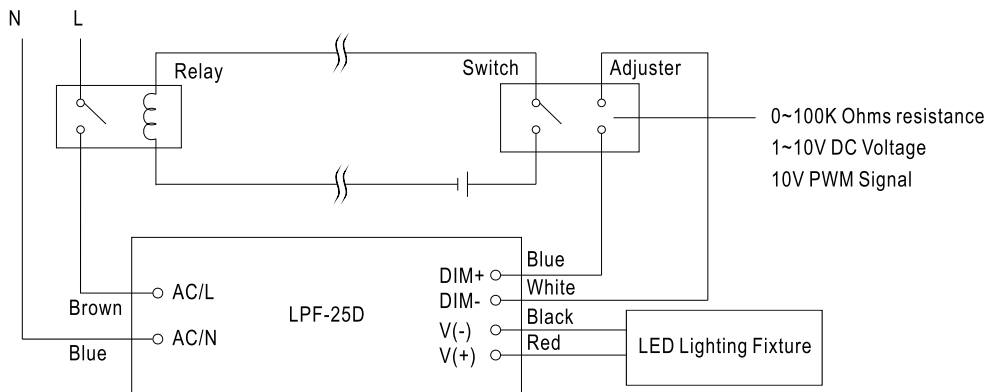 N
L
Relay
Switch
Adjuster
0~100K Ohms resistance
1~10V DC Voltage
10V PWM Signal
Blue
DIM+
White
DIM-
AC/L
Brown
LPF-25D
Black
V(-)
AC/N
Red
V(+)
Blue
LED Lighting Fixture